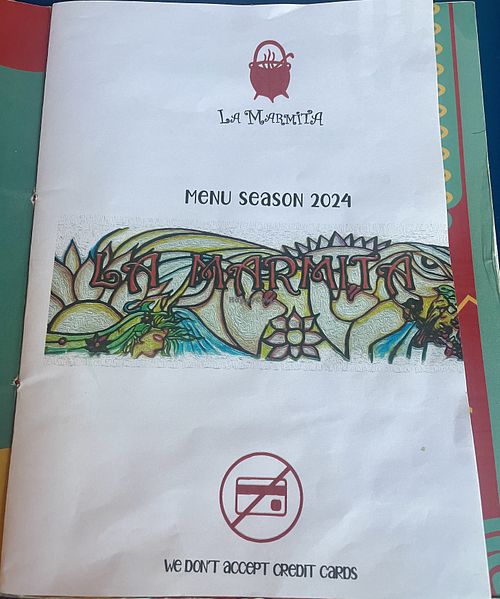 La Marmita
Menu season 2024
LA MARMITA
We don't accept credit cards